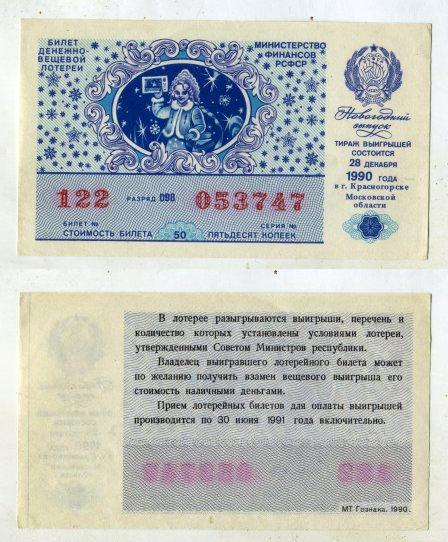 БИЛЕТ
ДЕНЕЖНО-
ВЕЩЕВОЙ
ЛОТЕРЕИ
МИНИСТЕРСТВО
ФИНАНСОВ
РСФСР
Новогодний
выпуск
ТИРАЖ ВЫИГРЫШЕЙ
СОСТОИТСЯ
28 ДЕКАБРЯ
1990 ГОДА
в г. Красногорске
Московской
области
122 РАЗРЯД 09В 053747
БИЛЕТ № СЕРИЯ №
СТОИМОСТЬ БИЛЕТА 50 ПЯТЬДЕСЯТ КОПЕЕК
В лотерее разыгрываются выигрыши, перечень и
количество которых установлены условиями лотереи,
утвержденными Советом Министров республики.
Владелец выигравшего лотерейного билета может
по желанию получить взамен вещевого выигрыша его
стоимость наличными деньгами.
Прием лотерейных билетов для оплаты выигрышей
производится по 30 июня 1991 года включительно.
МТ Гознака. 1990.